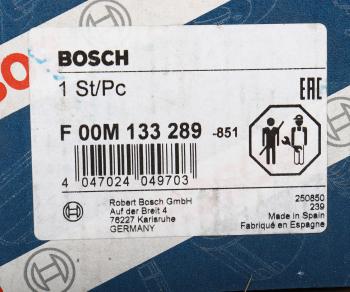 BOSCH
1 St/Pc
EAC
F 00M 133 289 -851
4 047024 049703
Robert Bosch GmbH
Auf der Breit 4
76227 Karlsruhe
GERMANY
250850
239
Made in Spain
Fabriqué en Espagne